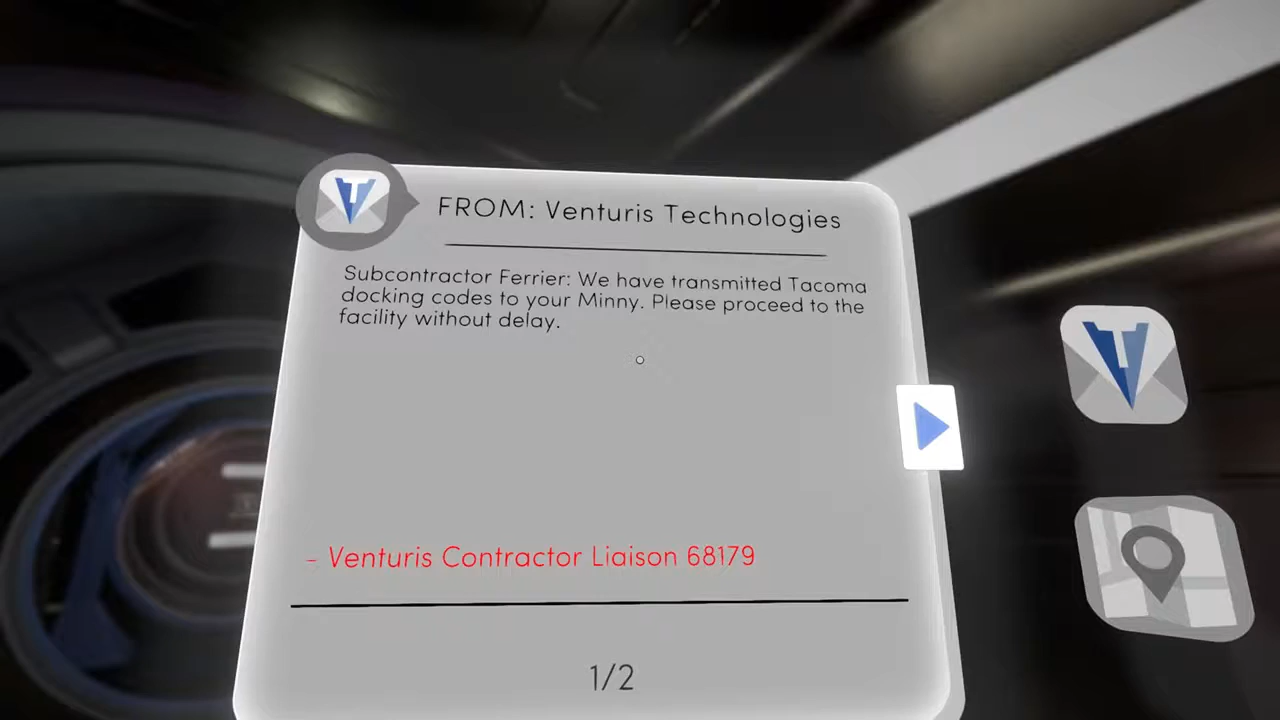 FROM: Venturis Technologies
Subcontractor Ferrier: We have transmitted Tacoma
docking codes to your Minny. Please proceed to the
facility without delay.
- Venturis Contractor Liaison 68179
1/2